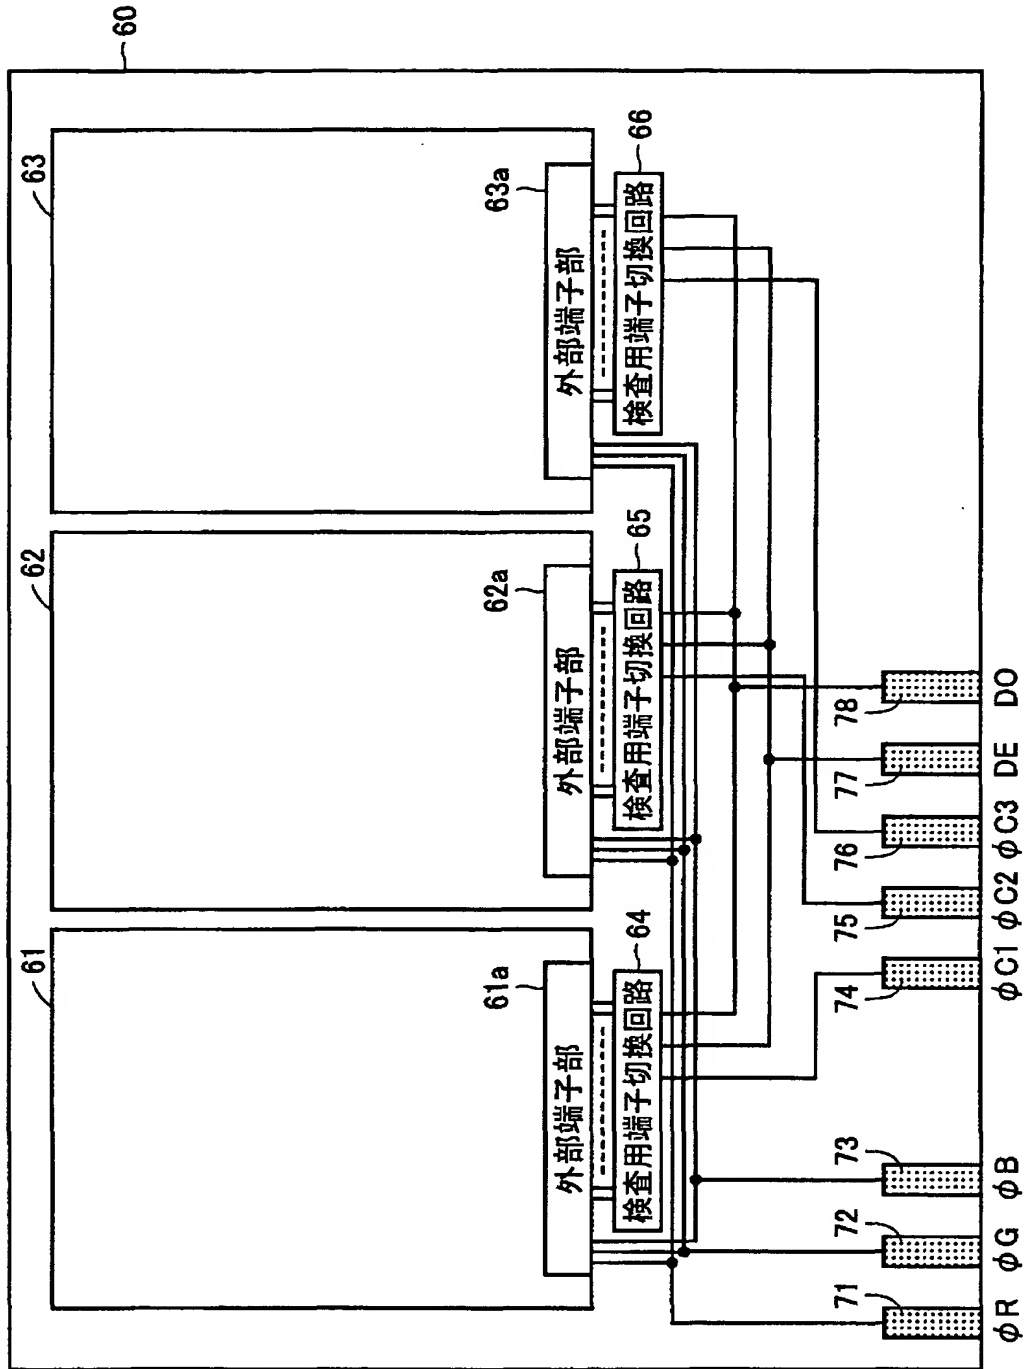 60
61
62
63
61a
62a
63a
外部端子部
外部端子部
外部端子部
64
65
66
検査用端子切換回路
検査用端子切換回路
検査用端子切換回路
71
72
73
74
75
76
77
78
φR
φG
φB
φC1
φC2
φC3
DE
DO